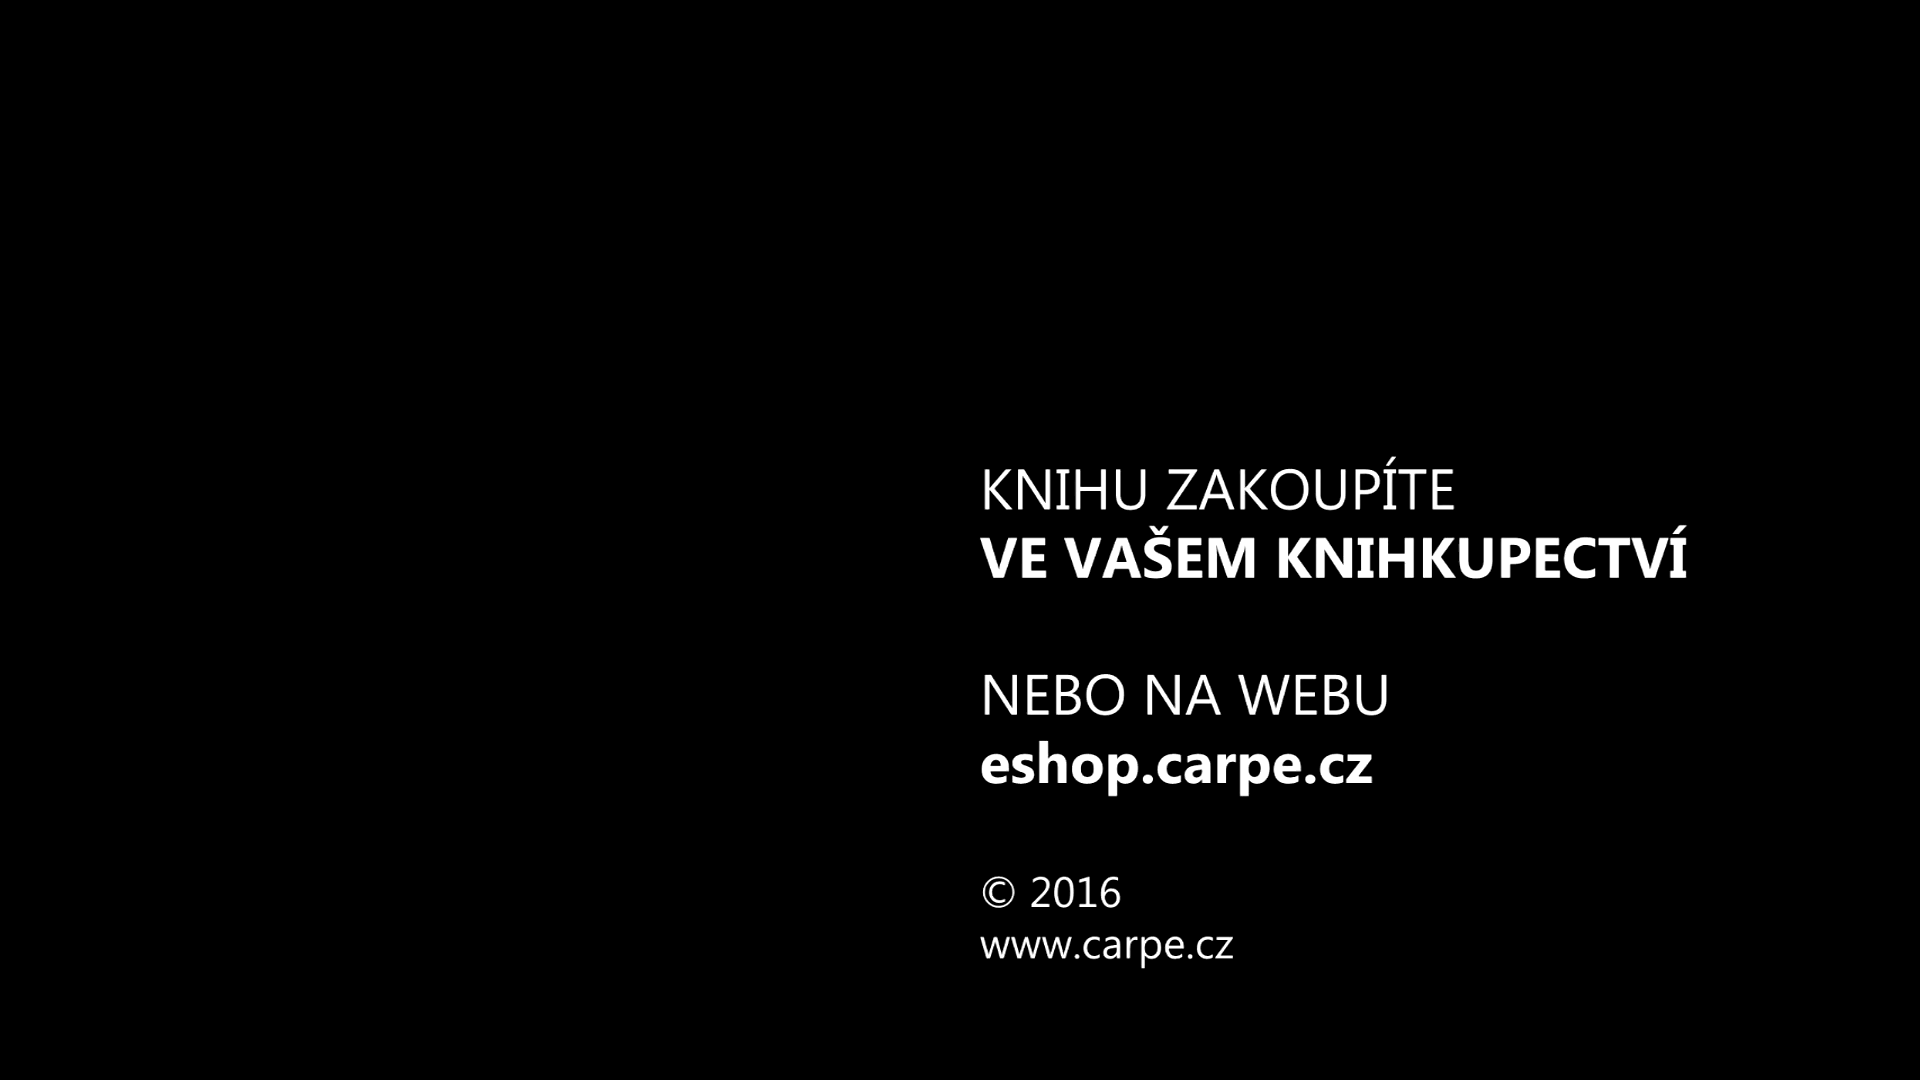 KNIHU ZAKOUPÍTE
VE VAŠEM KNIHKUPECTVÍ
NEBO NA WEBU
eshop.carpe.cz
© 2016
www.carpe.cz